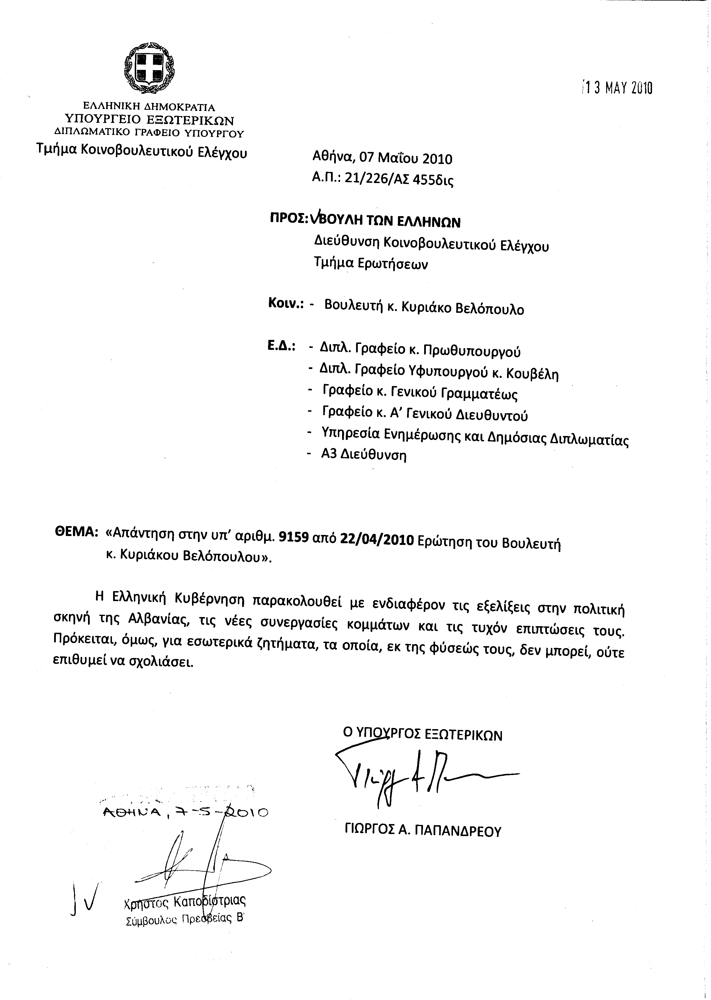 13 MAY 2010
ΕΛΛΗΝΙΚΗ ΔΗΜΟΚΡΑΤΙΑ
ΥΠΟΥΡΓΕΙΟ ΕΞΩΤΕΡΙΚΩΝ
ΔΙΠΛΩΜΑΤΙΚΟ ΓΡΑΦΕΙΟ ΥΠΟΥΡΓΟΥ
Τμήμα Κοινοβουλευτικού Ελέγχου
Αθήνα, 07 Μαΐου 2010
Α.Π.: 21/226/ΑΣ 455δις
ΠΡΟΣ: ΒΟΥΛΗ ΤΩΝ ΕΛΛΗΝΩΝ
Διεύθυνση Κοινοβουλευτικού Ελέγχου
Τμήμα Ερωτήσεων
Κοιν.: - Βουλευτή κ. Κυριάκο Βελόπουλο
Ε.Δ.: - Διπλ. Γραφείο κ. Πρωθυπουργού
- Διπλ. Γραφείο Υφυπουργού κ. Κουβέλη
- Γραφείο κ. Γενικού Γραμματέως
- Γραφείο κ. Α’ Γενικού Διευθυντού
- Υπηρεσία Ενημέρωσης και Δημόσιας Διπλωματίας
- Α3 Διεύθυνση
ΘΕΜΑ: «Απάντηση στην υπ’ αριθμ. 9159 από 22/04/2010 Ερώτηση του Βουλευτή
κ. Κυριάκου Βελόπουλου».
Η Ελληνική Κυβέρνηση παρακολουθεί με ενδιαφέρον τις εξελίξεις στην πολιτική
σκηνή της Αλβανίας, τις νέες συνεργασίες κομμάτων και τις τυχόν επιπτώσεις τους.
Πρόκειται, όμως, για εσωτερικά ζητήματα, τα οποία, εκ της φύσεώς τους, δεν μπορεί, ούτε
επιθυμεί να σχολιάσει.
Ο ΥΠΟΥΡΓΟΣ ΕΞΩΤΕΡΙΚΩΝ
ΓΙΩΡΓΟΣ Α. ΠΑΠΑΝΔΡΕΟΥ
ΑΘΗΝΑ, 7-5-2010
Χρήστος Καποδίστριας
Σύμβουλος Πρεσβείας Β'